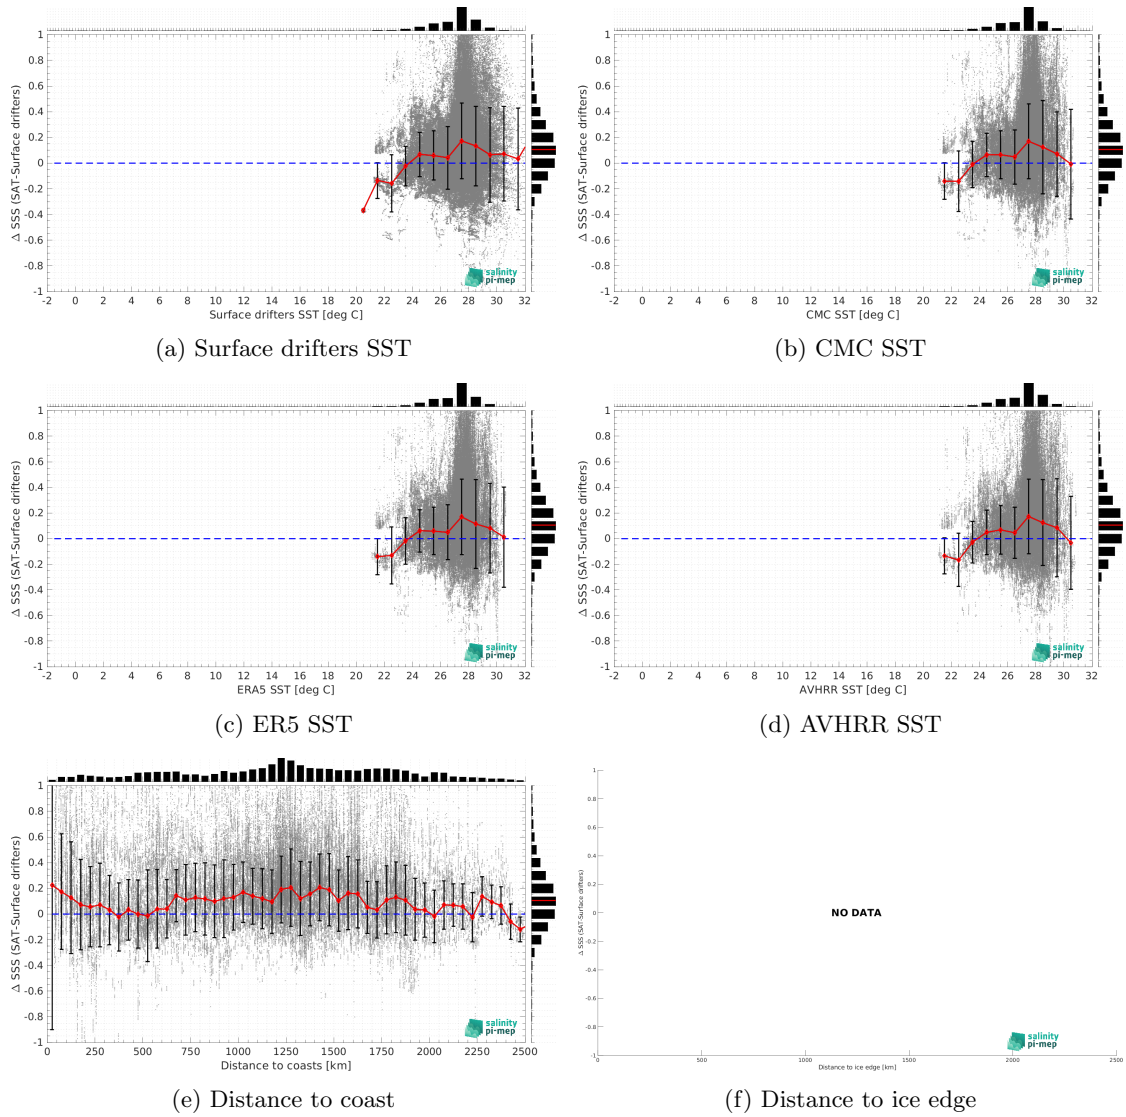 1
0.8
0.6
0.4
0.2
0
-0.2
-0.4
-0.6
-0.8
-1
Δ SSS (SAT-Surface drifters)
-2 0 2 4 6 8 10 12 14 16 18 20 22 24 26 28 30 32
Surface drifters SST [deg C]
salinity
pi-mep
(a) Surface drifters SST
1
0.8
0.6
0.4
0.2
0
-0.2
-0.4
-0.6
-0.8
-1
Δ SSS (SAT-Surface drifters)
-2 0 2 4 6 8 10 12 14 16 18 20 22 24 26 28 30 32
CMC SST [deg C]
salinity
pi-mep
(b) CMC SST
1
0.8
0.6
0.4
0.2
0
-0.2
-0.4
-0.6
-0.8
-1
Δ SSS (SAT-Surface drifters)
-2 0 2 4 6 8 10 12 14 16 18 20 22 24 26 28 30 32
ERA5 SST [deg C]
salinity
pi-mep
(c) ER5 SST
1
0.8
0.6
0.4
0.2
0
-0.2
-0.4
-0.6
-0.8
-1
Δ SSS (SAT-Surface drifters)
-2 0 2 4 6 8 10 12 14 16 18 20 22 24 26 28 30 32
AVHRR SST [deg C]
salinity
pi-mep
(d) AVHRR SST
1
0.8
0.6
0.4
0.2
0
-0.2
-0.4
-0.6
-0.8
-1
Δ SSS (SAT-Surface drifters)
0 250 500 750 1000 1250 1500 1750 2000 2250 2500
Distance to coasts [km]
salinity
pi-mep
(e) Distance to coast
1
0.8
0.6
0.4
0.2
0
-0.2
-0.4
-0.6
-0.8
-1
Δ SSS (SAT-Surface drifters)
NO DATA
0 500 1000 1500 2000 2500
Distance to ice edge [km]
salinity
pi-mep
(f) Distance to ice edge